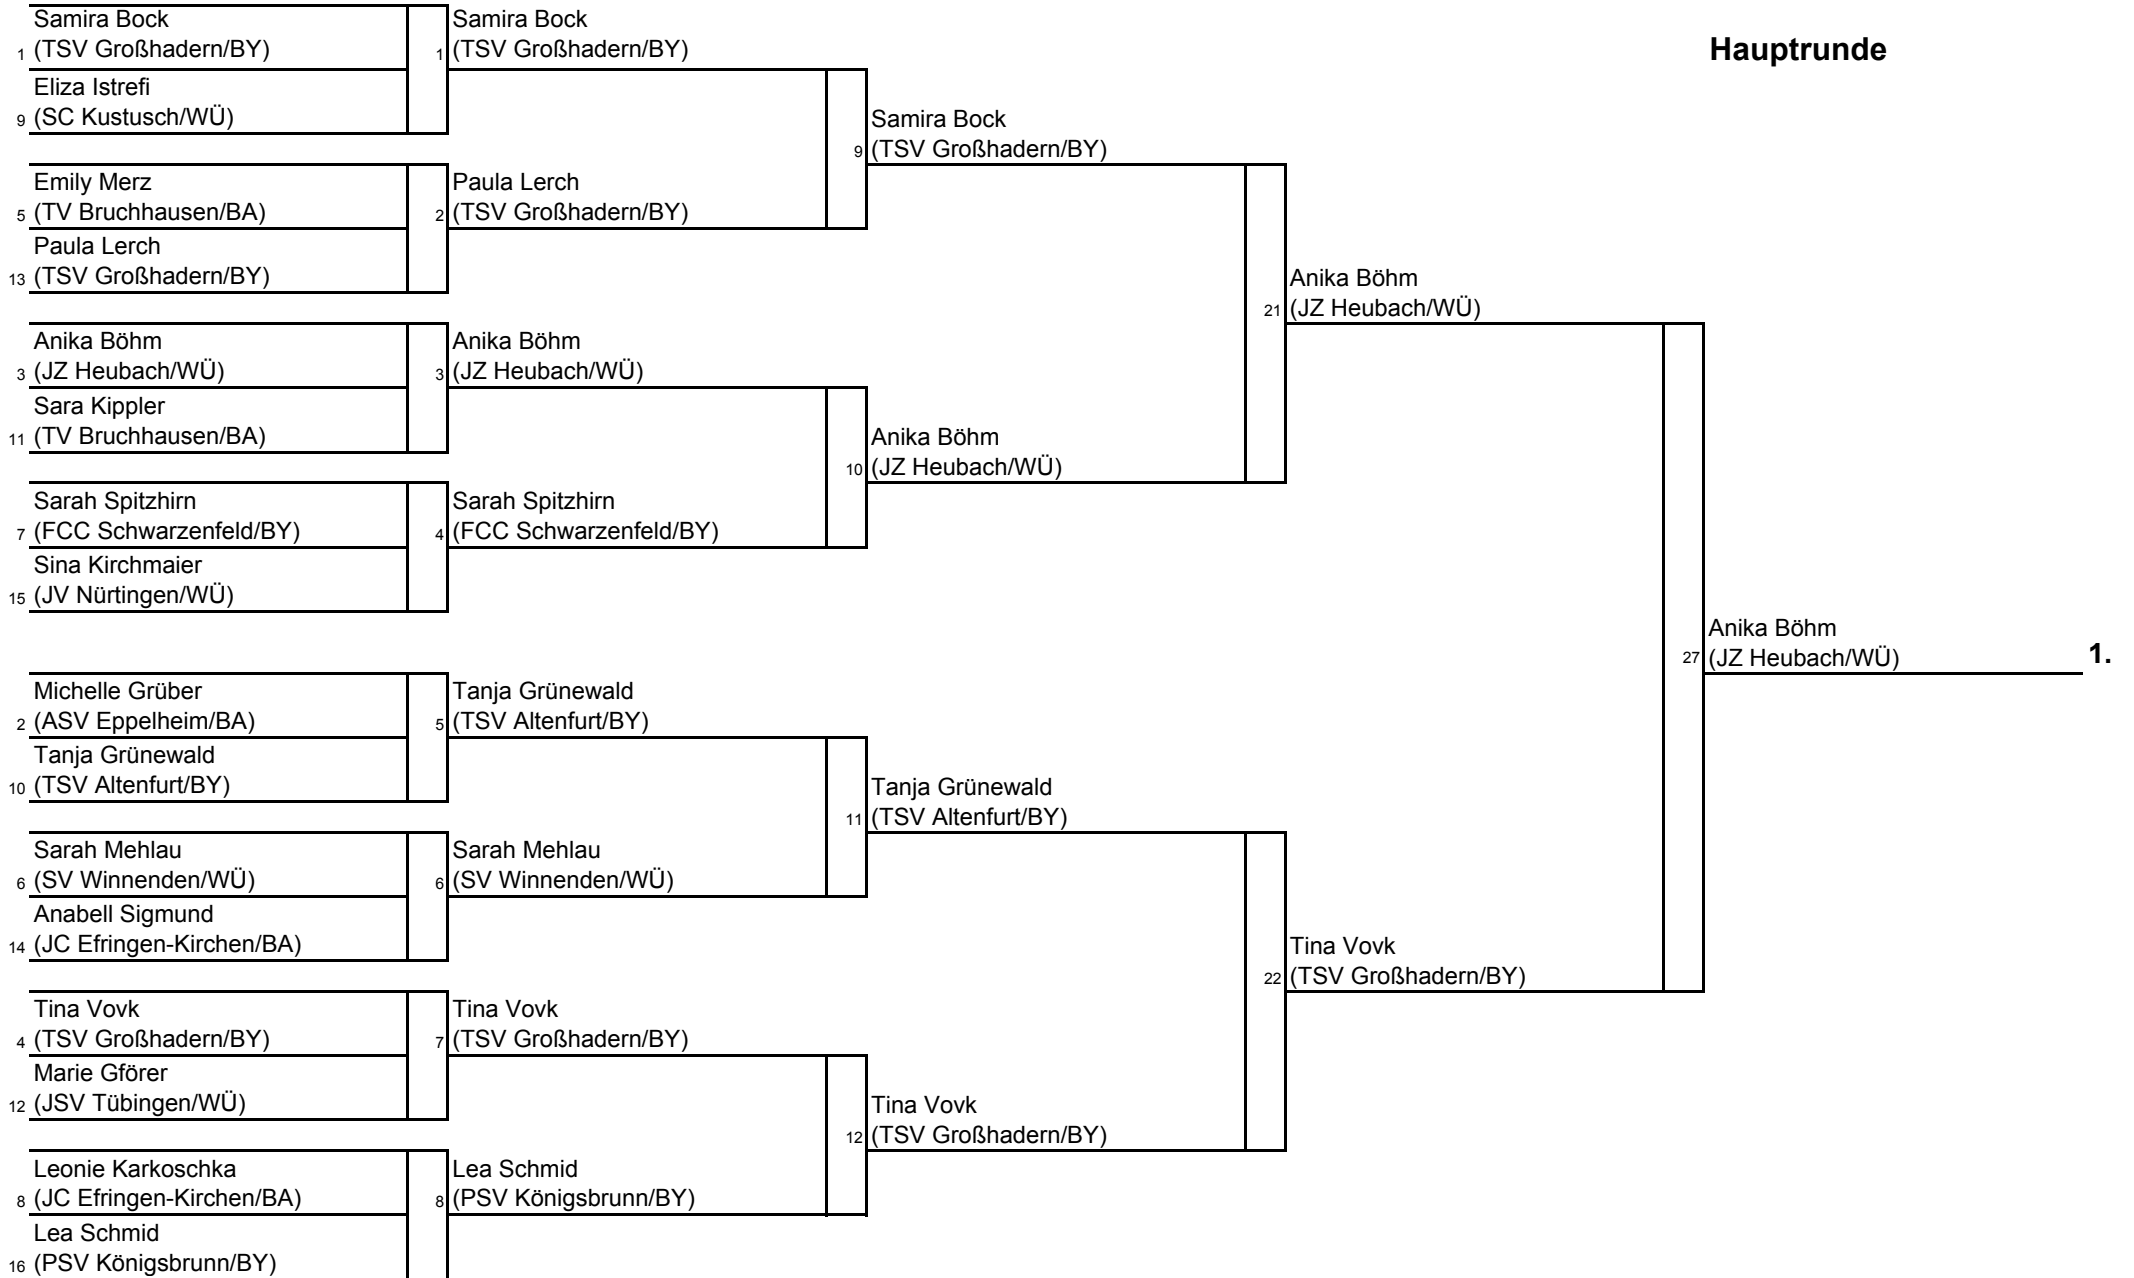 Hauptrunde
Samira Bock
1 (TSV Großhadern/BY)
Eliza Istrefi
9 (SC Kustusch/WÜ)
Emily Merz
5 (TV Bruchhausen/BA)
Paula Lerch
13 (TSV Großhadern/BY)
Anika Böhm
3 (JZ Heubach/WÜ)
Sara Kippler
11 (TV Bruchhausen/BA)
Sarah Spitzhirn
7 (FCC Schwarzenfeld/BY)
Sina Kirchmaier
15 (JV Nürtingen/WÜ)
Michelle Grüber
2 (ASV Eppelheim/BA)
Tanja Grünewald
10 (TSV Altenfurt/BY)
Sarah Mehlau
6 (SV Winnenden/WÜ)
Anabell Sigmund
14 (JC Efringen-Kirchen/BA)
Tina Vovk
4 (TSV Großhadern/BY)
Marie Gförer
12 (JSV Tübingen/WÜ)
Leonie Karkoschka
8 (JC Efringen-Kirchen/BA)
Lea Schmid
16 (PSV Königsbrunn/BY)
Samira Bock
1 (TSV Großhadern/BY)
Paula Lerch
2 (TSV Großhadern/BY)
Anika Böhm
3 (JZ Heubach/WÜ)
Sarah Spitzhirn
4 (FCC Schwarzenfeld/BY)
Tanja Grünewald
5 (TSV Altenfurt/BY)
Sarah Mehlau
6 (SV Winnenden/WÜ)
Tina Vovk
7 (TSV Großhadern/BY)
Lea Schmid
8 (PSV Königsbrunn/BY)
Samira Bock
9 (TSV Großhadern/BY)
Anika Böhm
10 (JZ Heubach/WÜ)
Tanja Grünewald
11 (TSV Altenfurt/BY)
Tina Vovk
12 (TSV Großhadern/BY)
Anika Böhm
21 (JZ Heubach/WÜ)
Tina Vovk
22 (TSV Großhadern/BY)
Anika Böhm
27 (JZ Heubach/WÜ) 1.